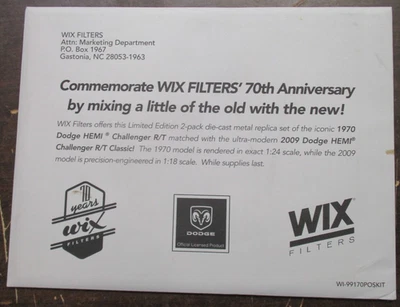 WIX FILTERS
Attn: Marketing Department
P.O. Box 1967
Gastonia, NC 28053-1963
Commemorate WIX FILTERS' 70th Anniversary
by mixing a little of the old with the new!
WIX Filters offers this Limited Edition 2-pack die-cast metal replica set of the iconic 1970
Dodge HEMI® Challenger R/T matched with the ultra-modern 2009 Dodge HEMI®
Challenger R/T Classic! The 1970 model is rendered in exact 1:24 scale, while the 2009
model is precision-engineered in 1:18 scale. While supplies last.
70
years
wix
FILTERS
DODGE
Official Licensed Product
WIX®
FILTERS
WI-99170POSKIT